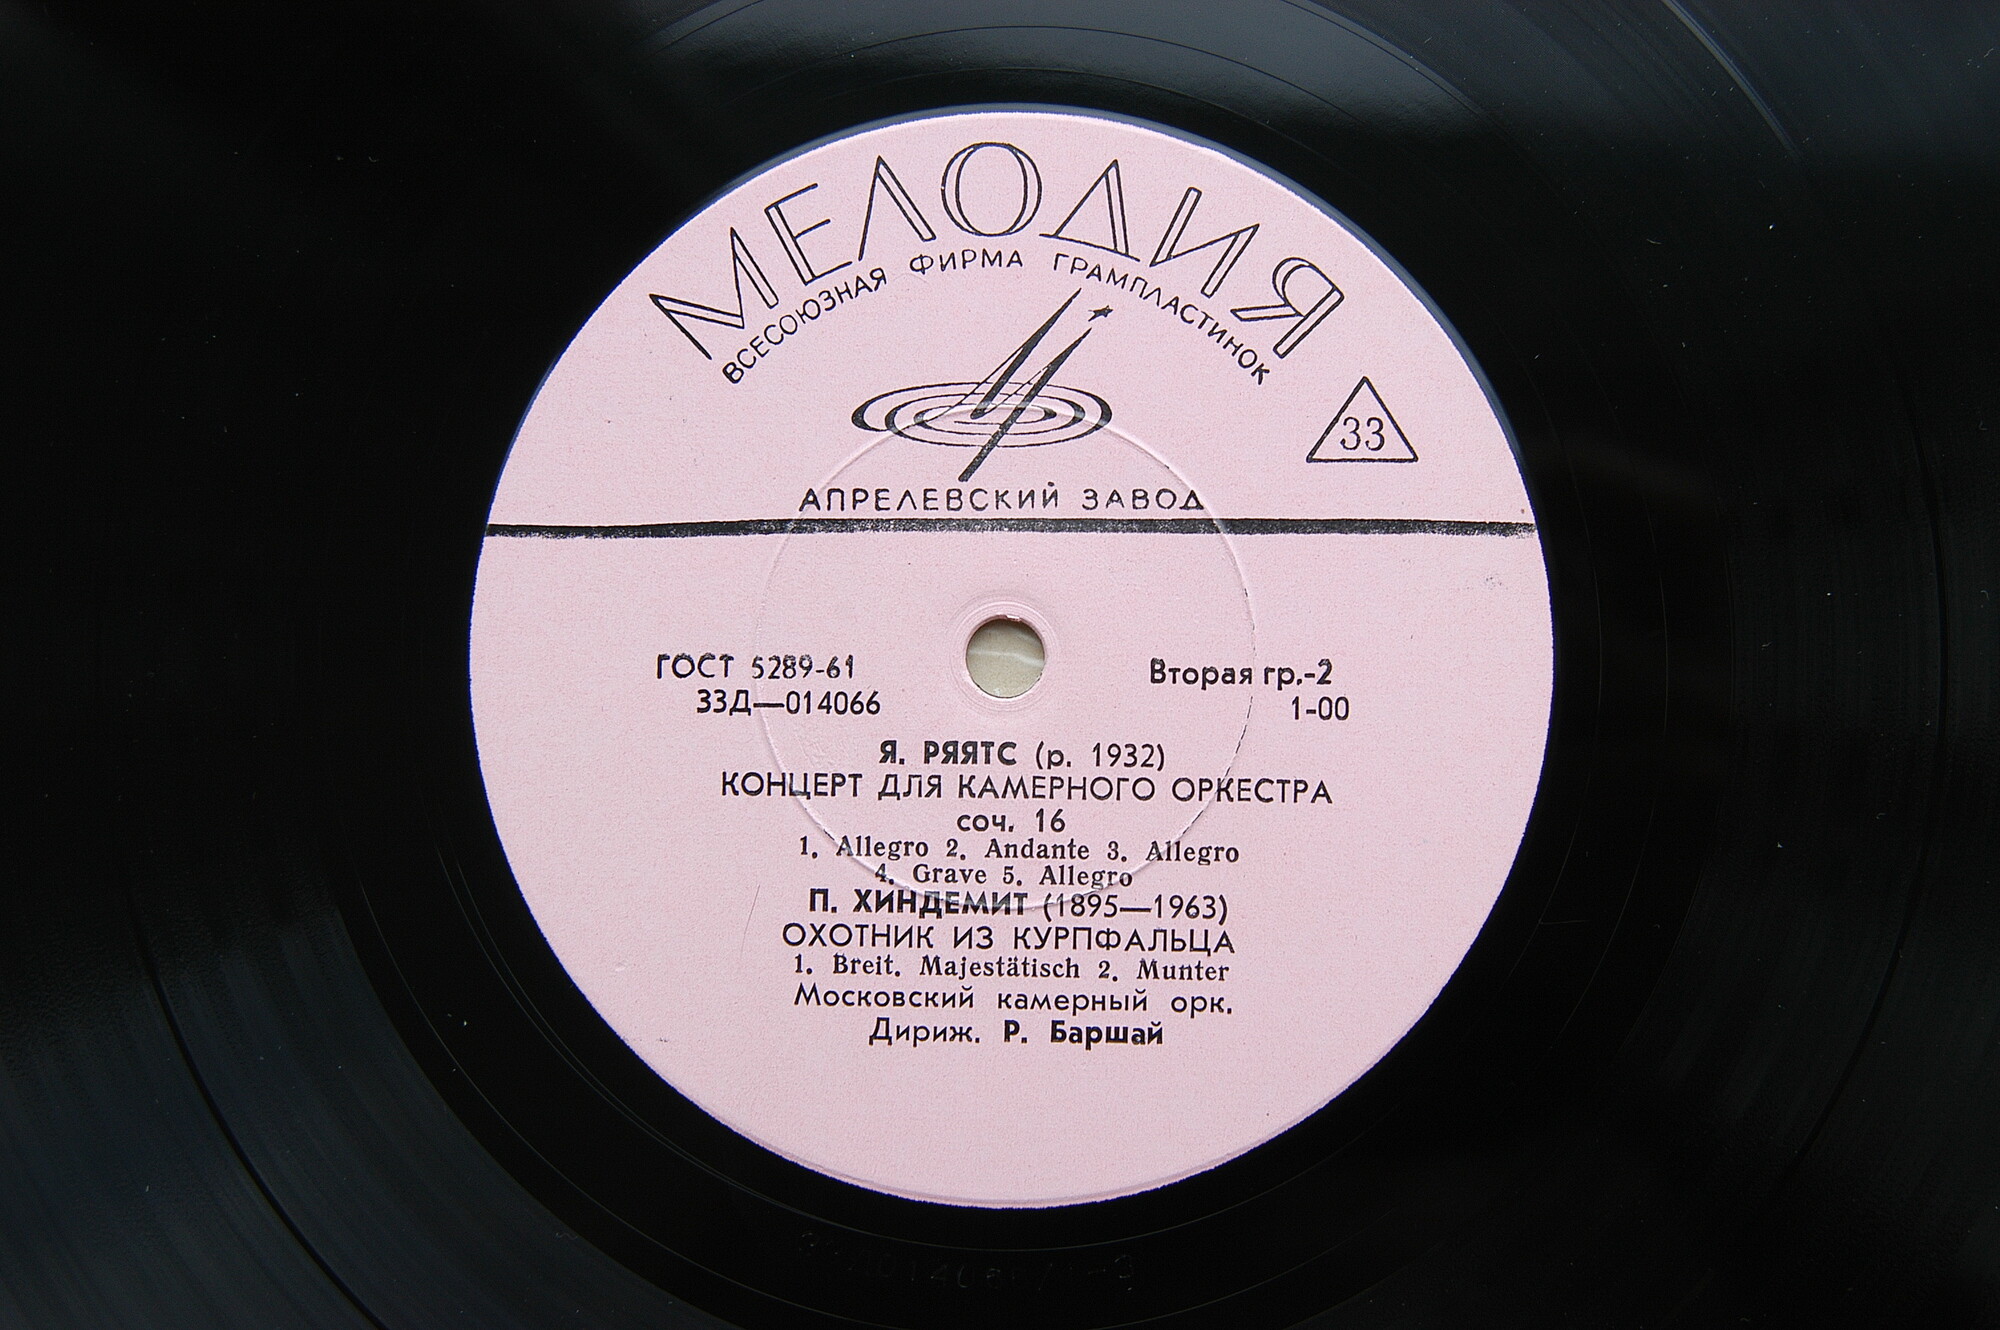 МЕЛОДИЯ
ВСЕСОЮЗНАЯ ФИРМА ГРАМПЛАСТИНОК
33
АПРЕЛЕВСКИЙ ЗАВОД
ГОСТ 5289-61
33Д—014066
Вторая гр.-2
1-00
Я. РЯЯТС (р. 1932)
КОНЦЕРТ ДЛЯ КАМЕРНОГО ОРКЕСТРА
соч. 16
1. Allegro 2. Andante 3. Allegro
4. Grave 5. Allegro
П. ХИНДЕМИТ (1895—1963)
ОХОТНИК ИЗ КУРПФАЛЬЦА
1. Breit. Majestätisch 2. Munter
Московский камерный орк.
Дириж. Р. Баршай